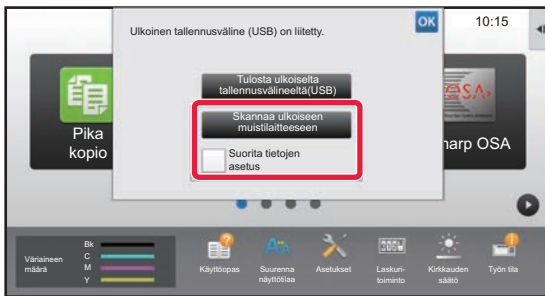 Ulkoinen tallennusväline (USB) on liitetty.
OK
10:15
Tulosta ulkoiselta
tallennusvälineeltä(USB)
Skannaa ulkoiseen
muistilaitteeseen
Suorita tietojen
asetus
Pika
kopio
OSA
harp OSA
Väriaineen
määrä
Bk
C
M
Y
Käyttöopas
Suurenna
näyttötilaa
Asetukset
Laskuri-
toiminto
Kirkkauden
säätö
Työn tila